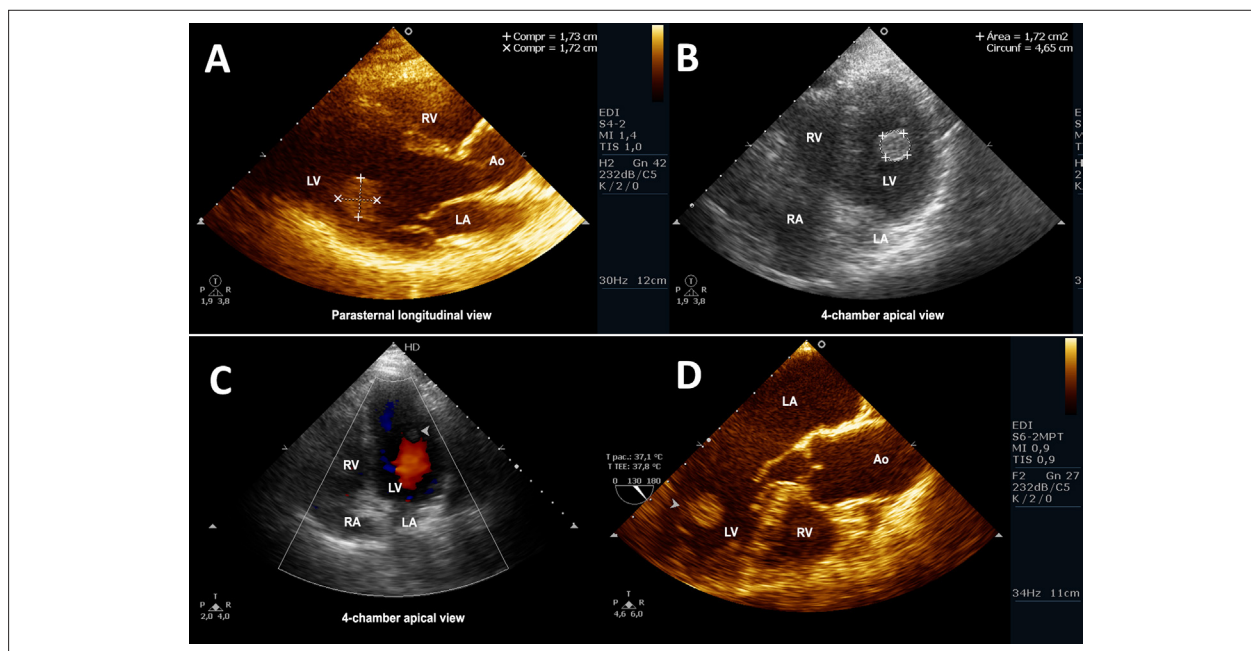 A
+ Compr = 1,73 cm
× Compr = 1,72 cm
RV
Ao
LV
LA
EDI
S4-2
MI 1,4
TIS 1,0
H2 Gn 42
232dB/C5
K/2/0
T
P R
1,9 3,8
30Hz 12cm
Parasternal longitudinal view
B
+ Área = 1,72 cm2
Circunf = 4,65 cm
RV
LV
RA
LA
T
P R
1,9 3,8
4-chamber apical view
C
HD
RV
LV
RA
LA
T
P R
2,0 4,0
4-chamber apical view
D
LA
Ao
T pac.: 37,1 °C
T TEE: 37,8 °C
0 130 180
LV
RV
EDI
S6-2MPT
MI 0,9
TIS 0,9
F2 Gn 27
232dB/C5
K/2/0
T
P R
4,6 6,0
34Hz 11cm